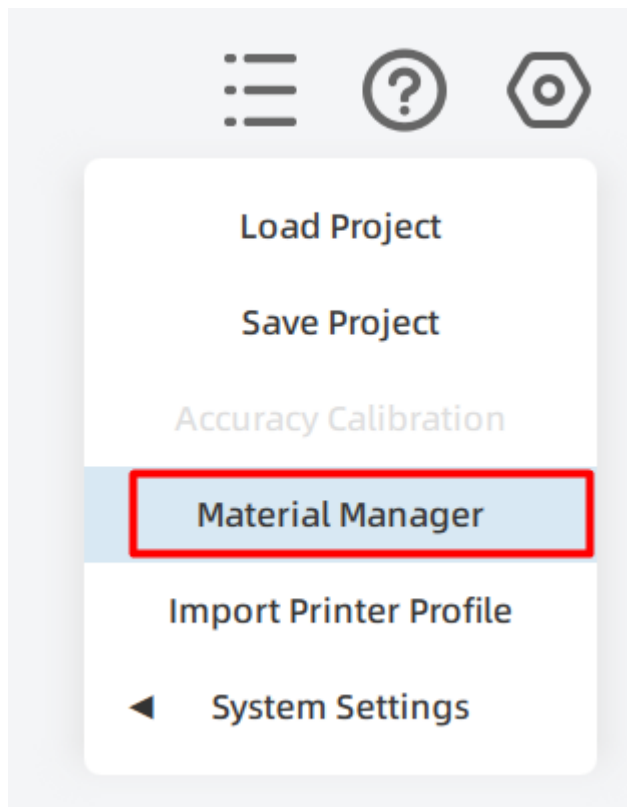 Load Project
Save Project
Accuracy Calibration
Material Manager
Import Printer Profile
System Settings